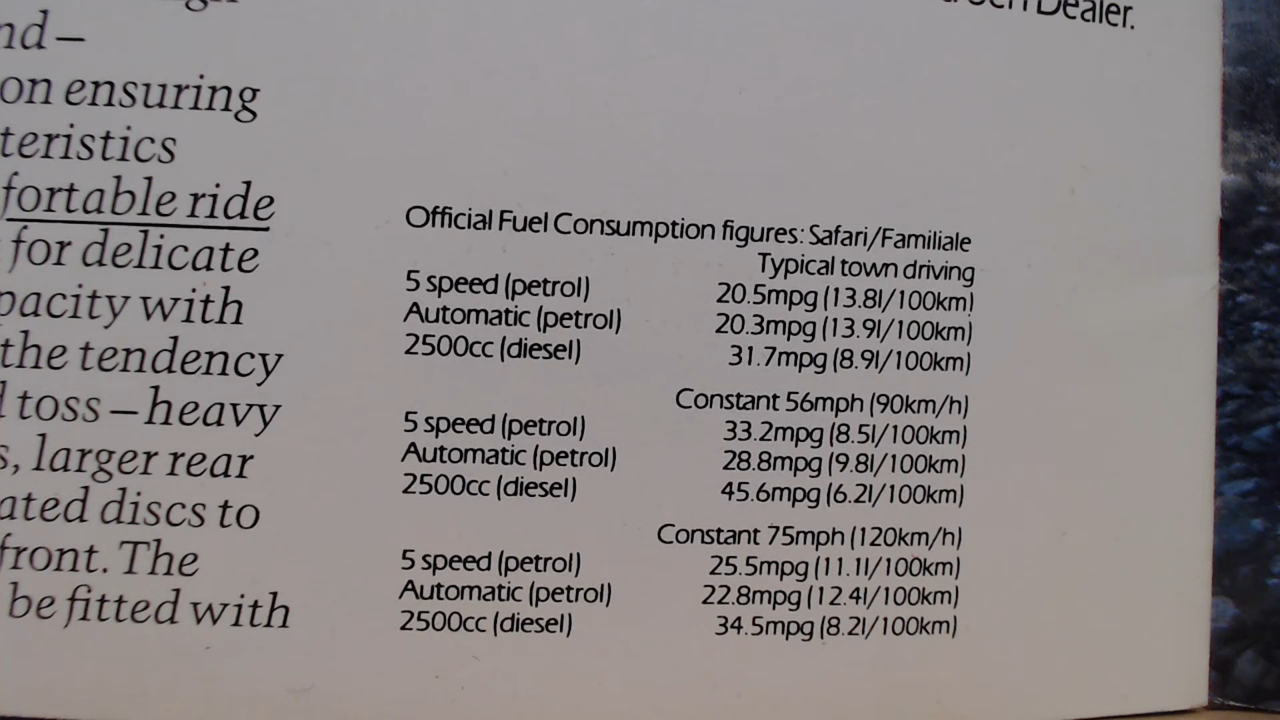 nd –
on ensuring
teristics
fortable ride
for delicate
pacity with
the tendency
toss – heavy
s, larger rear
ated discs to
front. The
be fitted with
Dealer.
Official Fuel Consumption figures: Safari/Familiale
Typical town driving
5 speed (petrol) 20.5mpg (13.8l/100km)
Automatic (petrol) 20.3mpg (13.9l/100km)
2500cc (diesel) 31.7mpg (8.9l/100km)
Constant 56mph (90km/h)
5 speed (petrol) 33.2mpg (8.5l/100km)
Automatic (petrol) 28.8mpg (9.8l/100km)
2500cc (diesel) 45.6mpg (6.2l/100km)
Constant 75mph (120km/h)
5 speed (petrol) 25.5mpg (11.1l/100km)
Automatic (petrol) 22.8mpg (12.4l/100km)
2500cc (diesel) 34.5mpg (8.2l/100km)